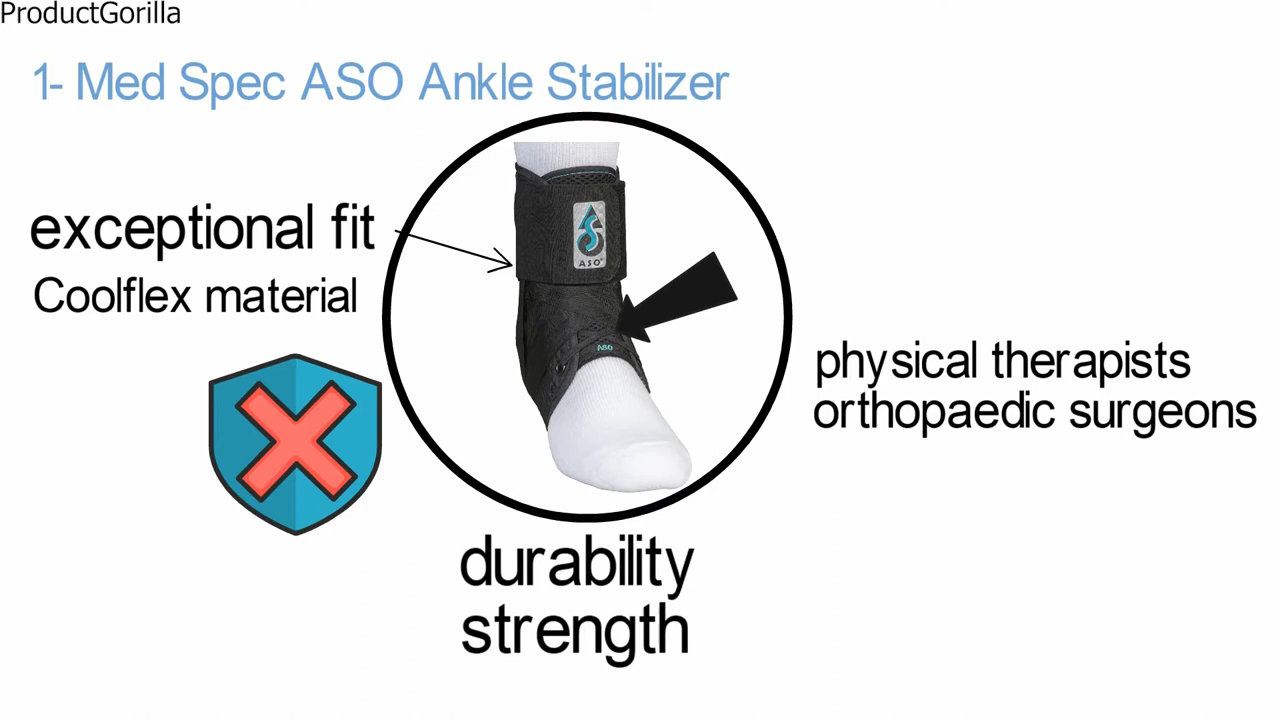 ProductGorilla
1- Med Spec ASO Ankle Stabilizer
exceptional fit
Coolflex material
ASO
ASO
physical therapists
orthopaedic surgeons
durability
strength